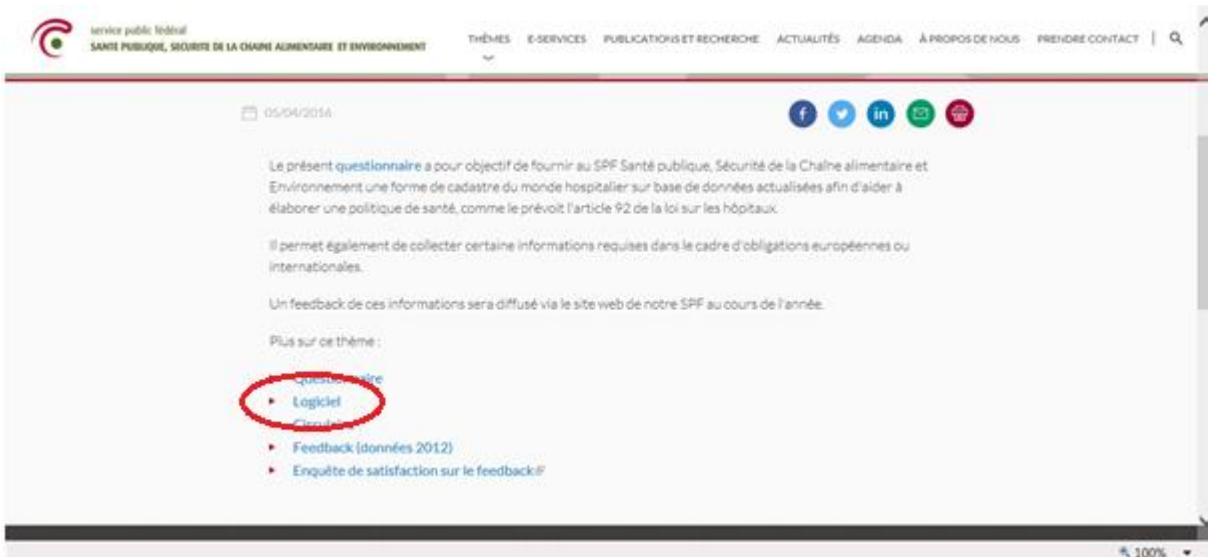 service public fédéral
SANTE PUBLIQUE, SECURITE DE LA CHAINE ALIMENTAIRE ET ENVIRONNEMENT
THÈMES E-SERVICES PUBLICATIONS ET RECHERCHE ACTUALITÉS AGENDA À PROPOS DE NOUS PRENDRE CONTACT |
05/04/2016
Le présent questionnaire a pour objectif de fournir au SPF Santé publique, Sécurité de la Chaîne alimentaire et
Environnement une forme de cadastre du monde hospitalier sur base de données actualisées afin d'aider à
élaborer une politique de santé, comme le prévoit l'article 92 de la loi sur les hôpitaux.
Il permet également de collecter certaine informations requises dans le cadre d'obligations européennes ou
internationales.
Un feedback de ces informations sera diffusé via le site web de notre SPF au cours de l'année.
Plus sur ce thème :
Questionnaire
Logiciel
Circulaire
Feedback (données 2012)
Enquête de satisfaction sur le feedback
100%